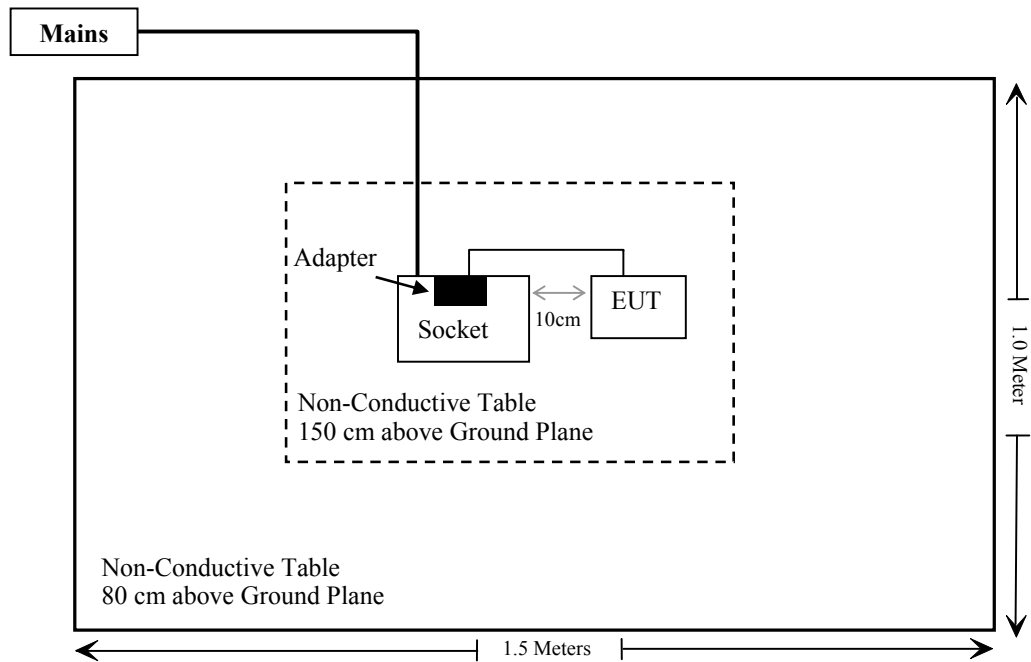 Mains
Adapter
Socket
10cm
EUT
Non-Conductive Table
150 cm above Ground Plane
1.0 Meter
Non-Conductive Table
80 cm above Ground Plane
1.5 Meters